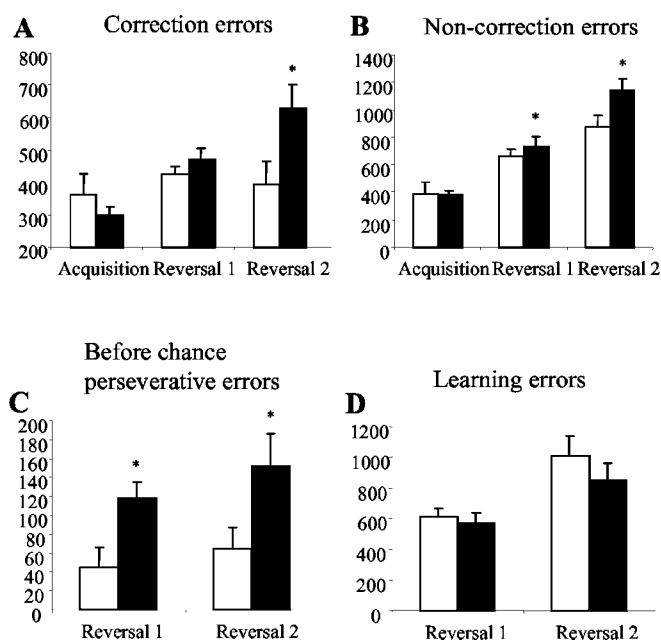 A
Correction errors
800
700
600
500
400
300
200
*
Acquisition Reversal 1 Reversal 2
B
Non-correction errors
1400
1200
1000
800
600
400
200
0
*
*
Acquisition Reversal 1 Reversal 2
C
Before chance
perseverative errors
200
180
160
140
120
100
80
60
40
20
0
*
*
Reversal 1 Reversal 2
D
Learning errors
1200
1000
800
600
400
200
0
Reversal 1 Reversal 2